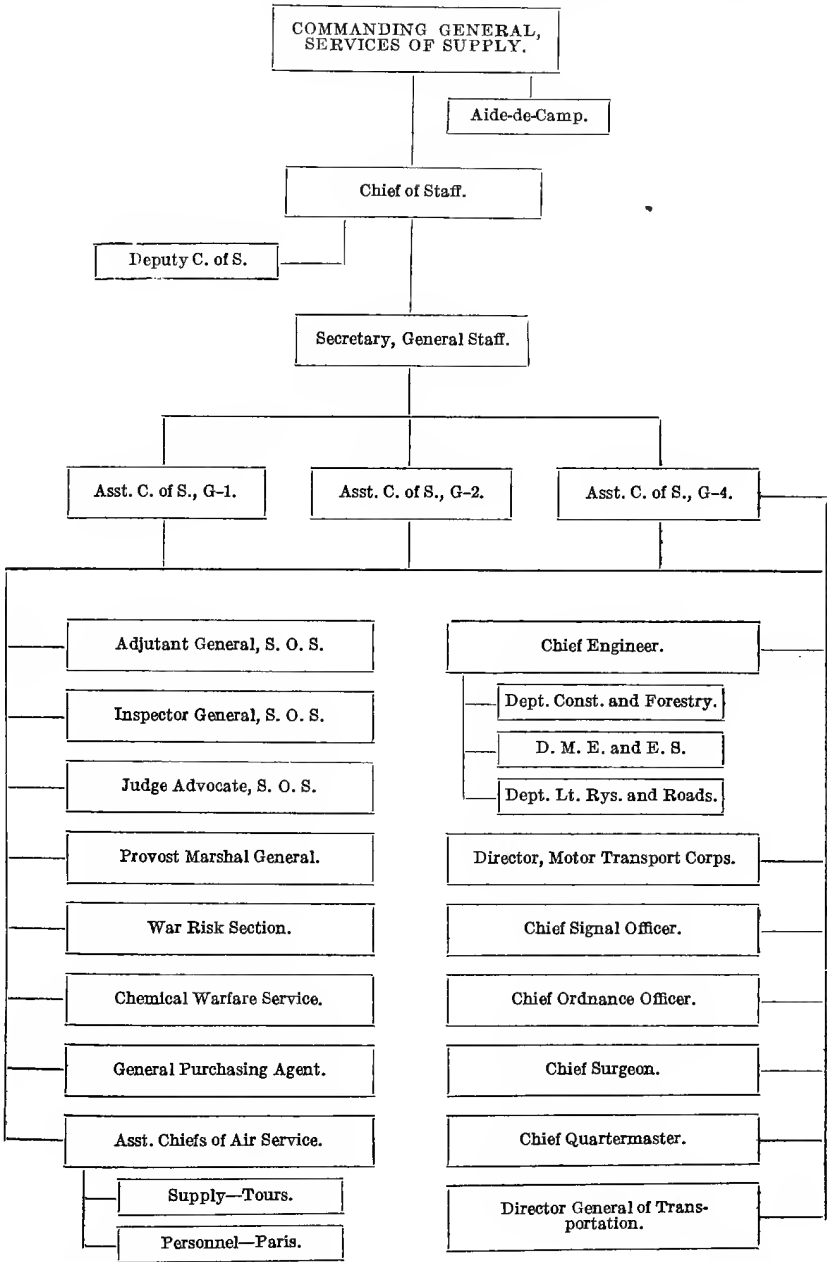 COMMANDING GENERAL,
SERVICES OF SUPPLY.
Aide-de-Camp.
Chief of Staff.
Deputy C. of S.
Secretary, General Staff.
Asst. C. of S., G-1.
Asst. C. of S., G-2.
Asst. C. of S., G-4.
Adjutant General, S. O. S.
Inspector General, S. O. S.
Judge Advocate, S. O. S.
Provost Marshal General.
War Risk Section.
Chemical Warfare Service.
General Purchasing Agent.
Asst. Chiefs of Air Service.
Supply—Tours.
Personnel—Paris.
Chief Engineer.
Dept. Const. and Forestry.
D. M. E. and E. S.
Dept. Lt. Rys. and Roads.
Director, Motor Transport Corps.
Chief Signal Officer.
Chief Ordnance Officer.
Chief Surgeon.
Chief Quartermaster.
Director General of Trans-
portation.